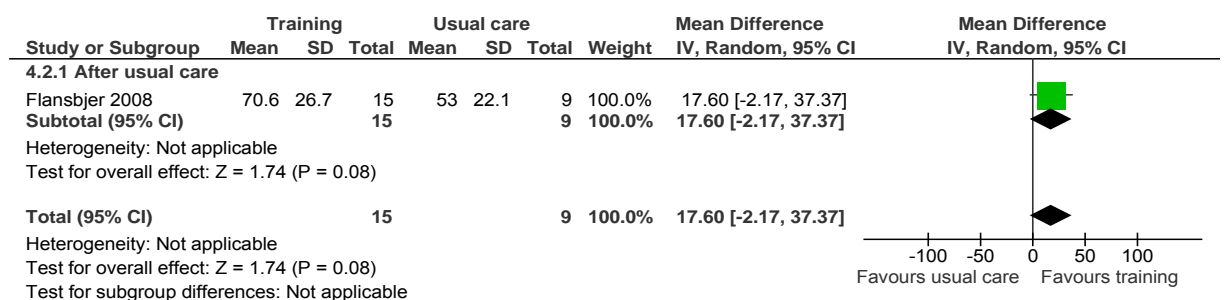 Training Usual care Mean Difference Mean Difference
Study or Subgroup Mean SD Total Mean SD Total Weight IV, Random, 95% CI IV, Random, 95% CI
4.2.1 After usual care
Flansbjer 2008 70.6 26.7 15 53 22.1 9 100.0% 17.60 [-2.17, 37.37]
Subtotal (95% CI) 15 9 100.0% 17.60 [-2.17, 37.37]
Heterogeneity: Not applicable
Test for overall effect: Z = 1.74 (P = 0.08)
Total (95% CI) 15 9 100.0% 17.60 [-2.17, 37.37]
Heterogeneity: Not applicable
Test for overall effect: Z = 1.74 (P = 0.08)
Test for subgroup differences: Not applicable
-100 -50 0 50 100
Favours usual care Favours training